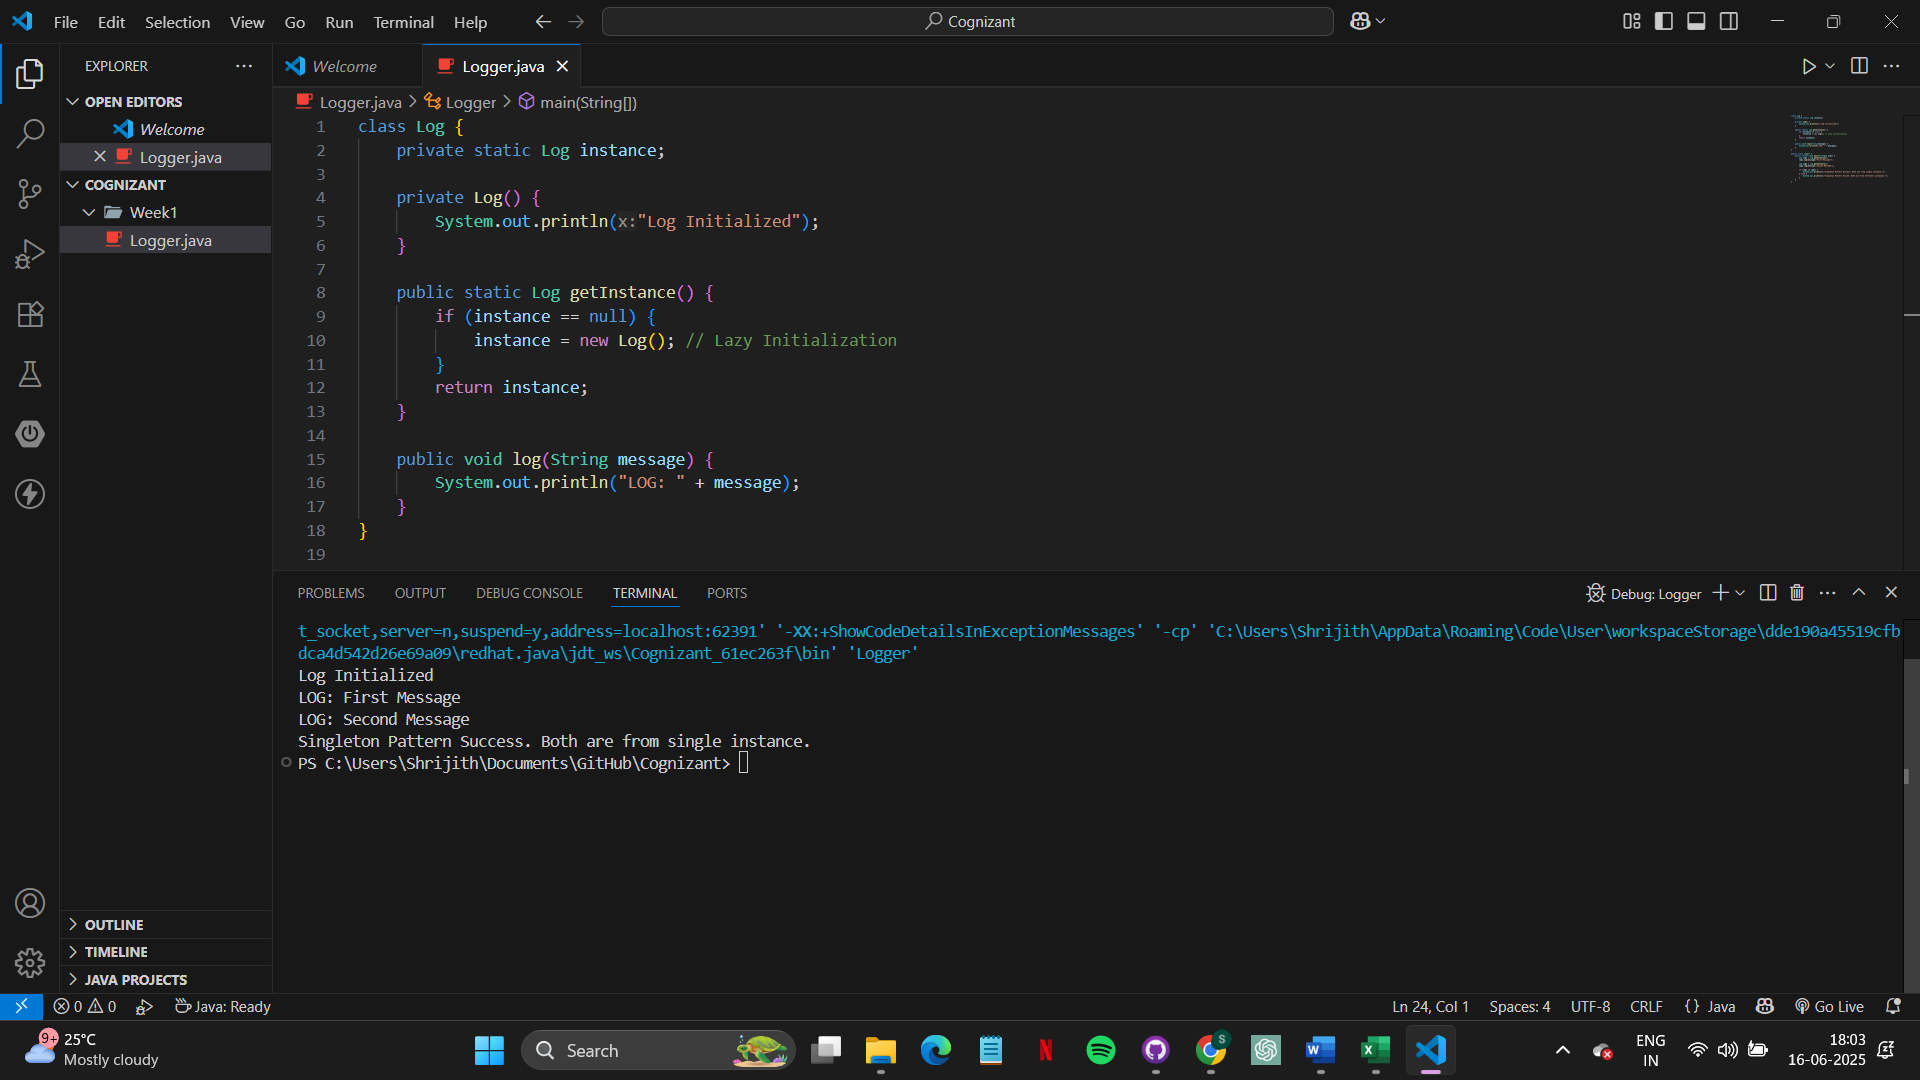 File Edit Selection View Go Run Terminal Help
Cognizant
EXPLORER
OPEN EDITORS
Welcome
Logger.java
COGNIZANT
Week1
Logger.java
OUTLINE
TIMELINE
JAVA PROJECTS
Welcome
Logger.java
Logger.java > Logger > main(String[])
1 class Log {
2 private static Log instance;
3
4 private Log() {
5 System.out.println(x:"Log Initialized");
6 }
7
8 public static Log getInstance() {
9 if (instance == null) {
10 instance = new Log(); // Lazy Initialization
11 }
12 return instance;
13 }
14
15 public void log(String message) {
16 System.out.println("LOG: " + message);
17 }
18 }
19
PROBLEMS OUTPUT DEBUG CONSOLE TERMINAL PORTS
Debug: Logger
t_socket,server=n,suspend=y,address=localhost:62391' '-XX:+ShowCodeDetailsInExceptionMessages' '-cp' 'C:\Users\Shrijith\AppData\Roaming\Code\User\workspaceStorage\dde190a45519cfb
dca4d542d26e69a09\redhat.java\jdt_ws\Cognizant_61ec263f\bin' 'Logger'
Log Initialized
LOG: First Message
LOG: Second Message
Singleton Pattern Success. Both are from single instance.
PS C:\Users\Shrijith\Documents\GitHub\Cognizant>
0 0 Java: Ready
Ln 24, Col 1 Spaces: 4 UTF-8 CRLF {} Java Go Live
9+
25°C
Mostly cloudy
Search
S
ENG
IN
18:03
16-06-2025